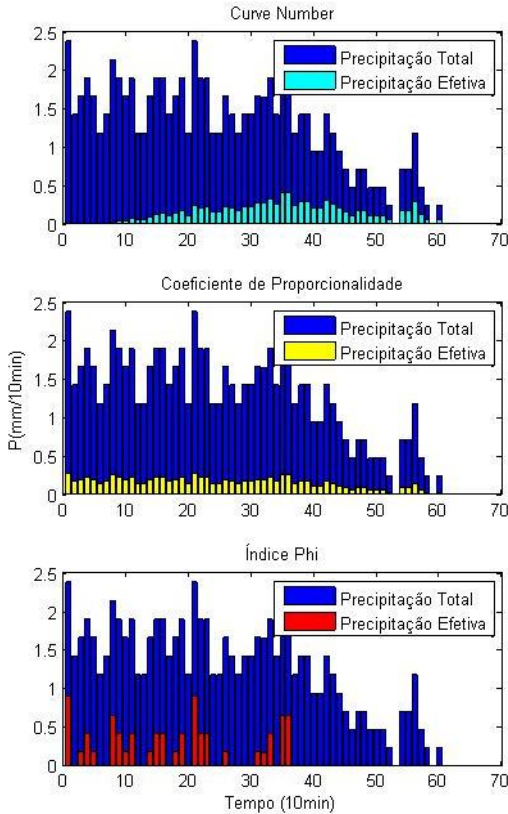 Curve Number
2.5
2
1.5
1
0.5
0
Precipitação Total
Precipitação Efetiva
0 10 20 30 40 50 60 70
Coeficiente de Proporcionalidade
P(mm/10min)
2.5
2
1.5
1
0.5
0
Precipitação Total
Precipitação Efetiva
0 10 20 30 40 50 60 70
Índice Phi
2.5
2
1.5
1
0.5
0
Precipitação Total
Precipitação Efetiva
0 10 20 30 40 50 60 70
Tempo (10min)